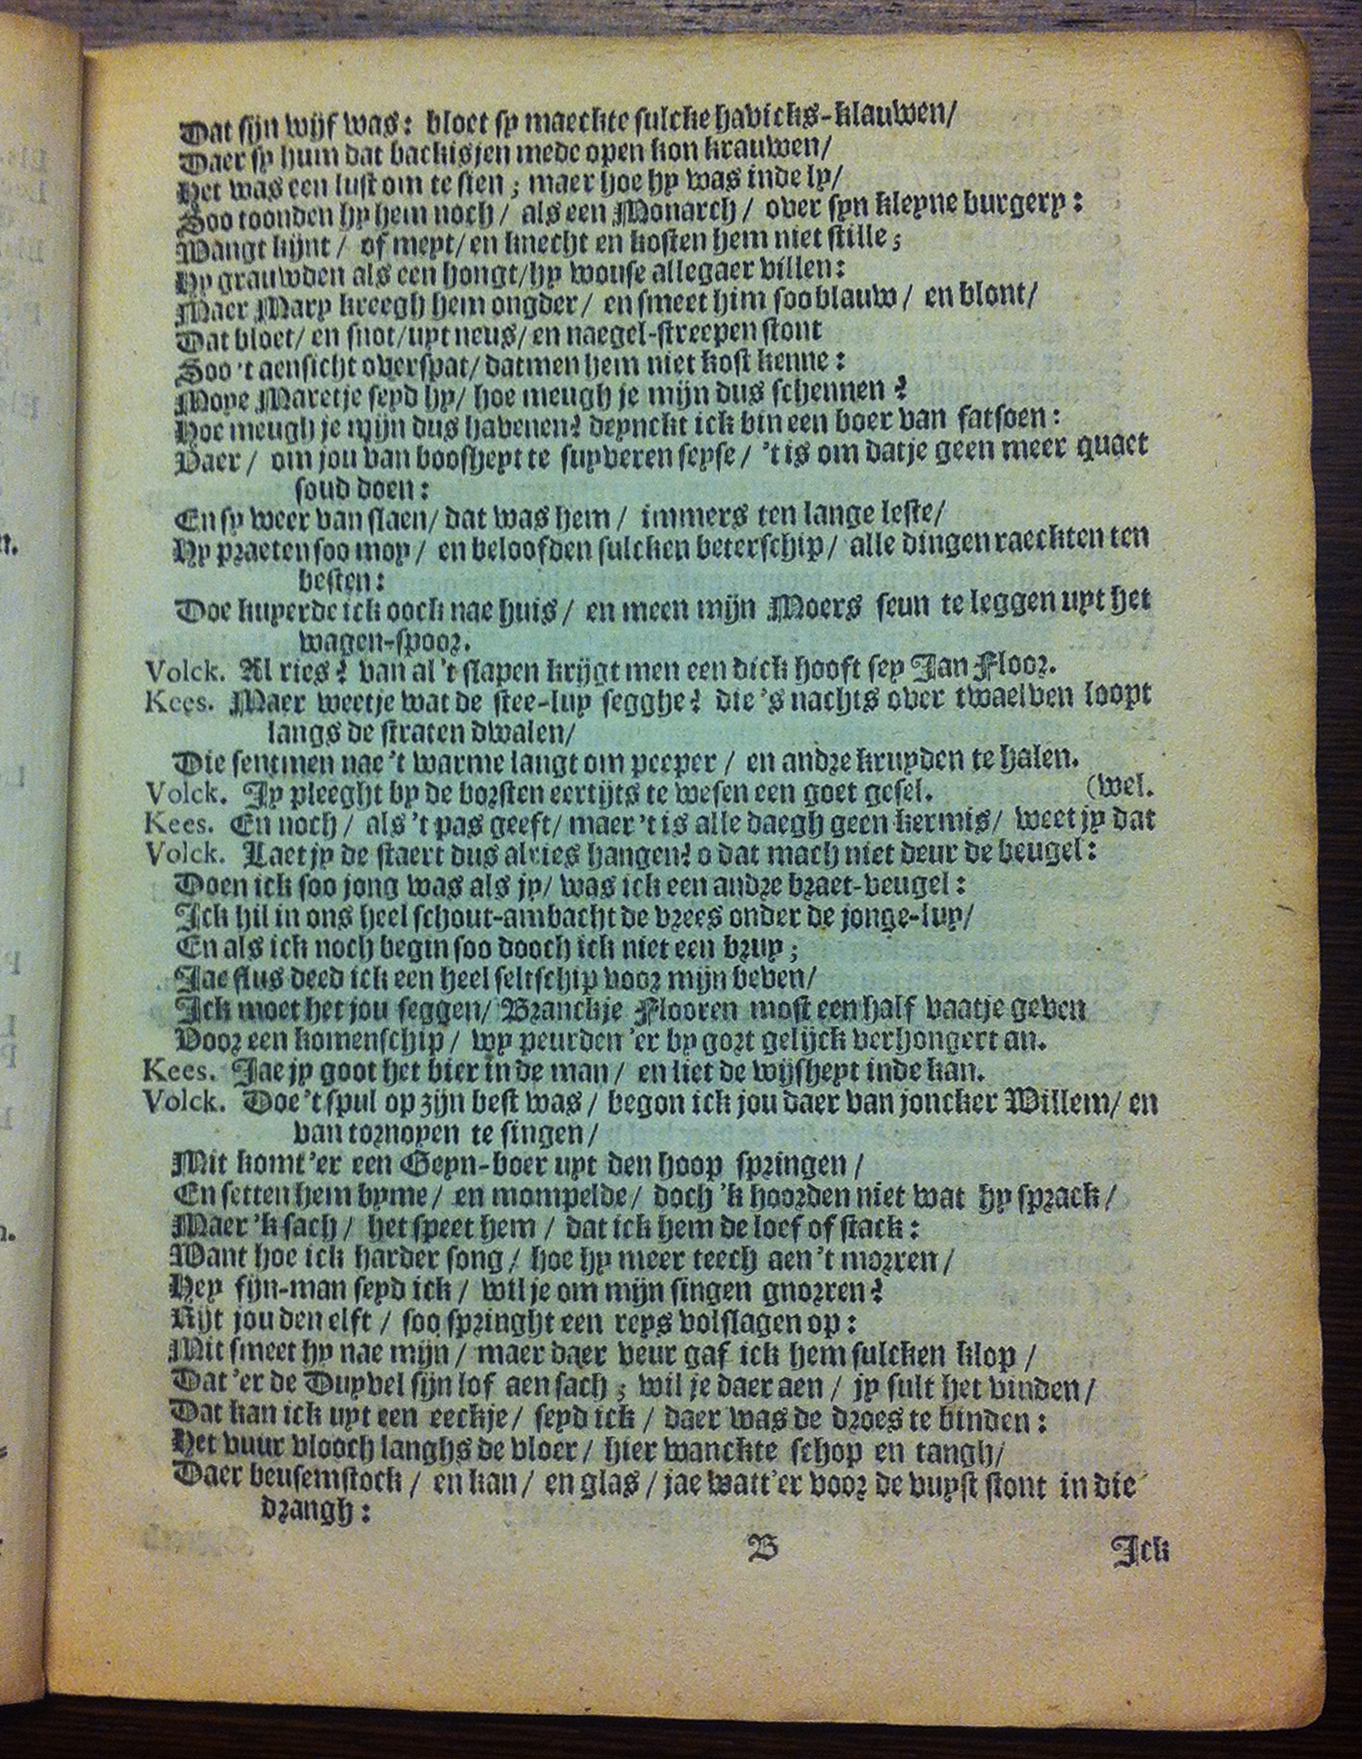 Dat sijn wijf was: bloet sy maeckte sulcke havicks-klauwen/
Daer sy hum dat backis jen mede open kon krauwen/
Het was een lust om te sien; maer hoe hy was inde ly/
Soo toonden hy hem noch/ als een Monarch/ over syn kleyne burgery:
Wangt kijnt/ of meyt/ en knecht en kosten hem niet stille;
Hy grauwden als een hongt/ hy wouse allegaer villen:
Maer Mary kreegh hem ongder/ en smeet him soo blauw/ en blont/
Dat bloet/ en snot/ uyt neus/ en naegel-streepen stont
Soo 't aensicht overspat/ datmen hem niet kost kenne:
Moye Maretje seyd hy/ hoe meugh je mijn dus schennen?
Hoe meugh je mijn dus havenen? deynckt ick bin een boer van fatsoen:
Vaer/ om jou van boosheyt te suyveren seyse/ 't is om datje geen meer quaet
soud doen:
En sy weer van slaen/ dat was hem/ immers ten lange leste/
Hy praeten soo moy/ en beloofden sulcken beterschip/ alle dingen raeckten ten
besten:
Doe kuyerde ick oock nae huis/ en meen mijn Moers seun te leggen uyt het
wagen-spoor.
Volck. Al ries? van al 't slapen krijgt men een dick hooft sey Jan Floor.
Kees. Maer weetje wat de stee-luy segghe? die 's nachts over twaelven loopt
langs de straten dwalen/
Die sentmen nae 't warme langt om peeper/ en andre kruyden te halen.
Volck. Jy pleeght by de borsten eertijts te wesen een goet gesel. (wel.
Kees. En noch/ als 't pas geeft/ maer 't is alle daegh geen kermis/ weet jy dat
Volck. Laet jy de staert dus alries hangen? o dat mach niet deur de beugel:
Doen ick soo jong was als jy/ was ick een andre braet-veugel:
Ick hil in ons heel schout-ambacht de vrees onder de jonge-luy/
En als ick noch begin soo dooch ick niet een bruy;
Jae flus deed ick een heel seltschip voor mijn beven/
Ick moet het jou seggen/ Branckje Flooren most een half vaatje geven
Voor een komenschip/ wy peurden 'er by gort gelijck verhongert an.
Kees. Jae jy goot het bier in de man/ en liet de wijsheyt inde kan.
Volck. Doe 't spul op zijn best was/ begon ick jou daer van joncker Willem/ en
van tornoyen te singen/
Mit komt 'er een Geyn-boer uyt den hoop springen/
En setten hem byme/ en mompelde/ doch 'k hoorden niet wat hy sprack/
Maer 'k sach/ het speet hem/ dat ick hem de loef of stack:
Want hoe ick harder song/ hoe hy meer teech aen 't morren/
Hey fijn-man seyd ick/ wil je om mijn singen gnorren?
Rijt jou den elft/ soo springht een reys volslagen op:
Mit smeet hy nae mijn/ maer daer veur gaf ick hem sulcken klop/
Dat 'er de Duyvel sijn lof aen sach; wil je daer aen/ jy sult het vinden/
Dat kan ick uyt een eeckje/ seyd ick/ daer was de droes te binden:
Het vuur vlooch langhs de vloer/ hier wanckte schop en tangh/
Daer beusemstock/ en kan/ en glas/ jae watt'er voor de vuyst stont in die
drangh:
B Ick